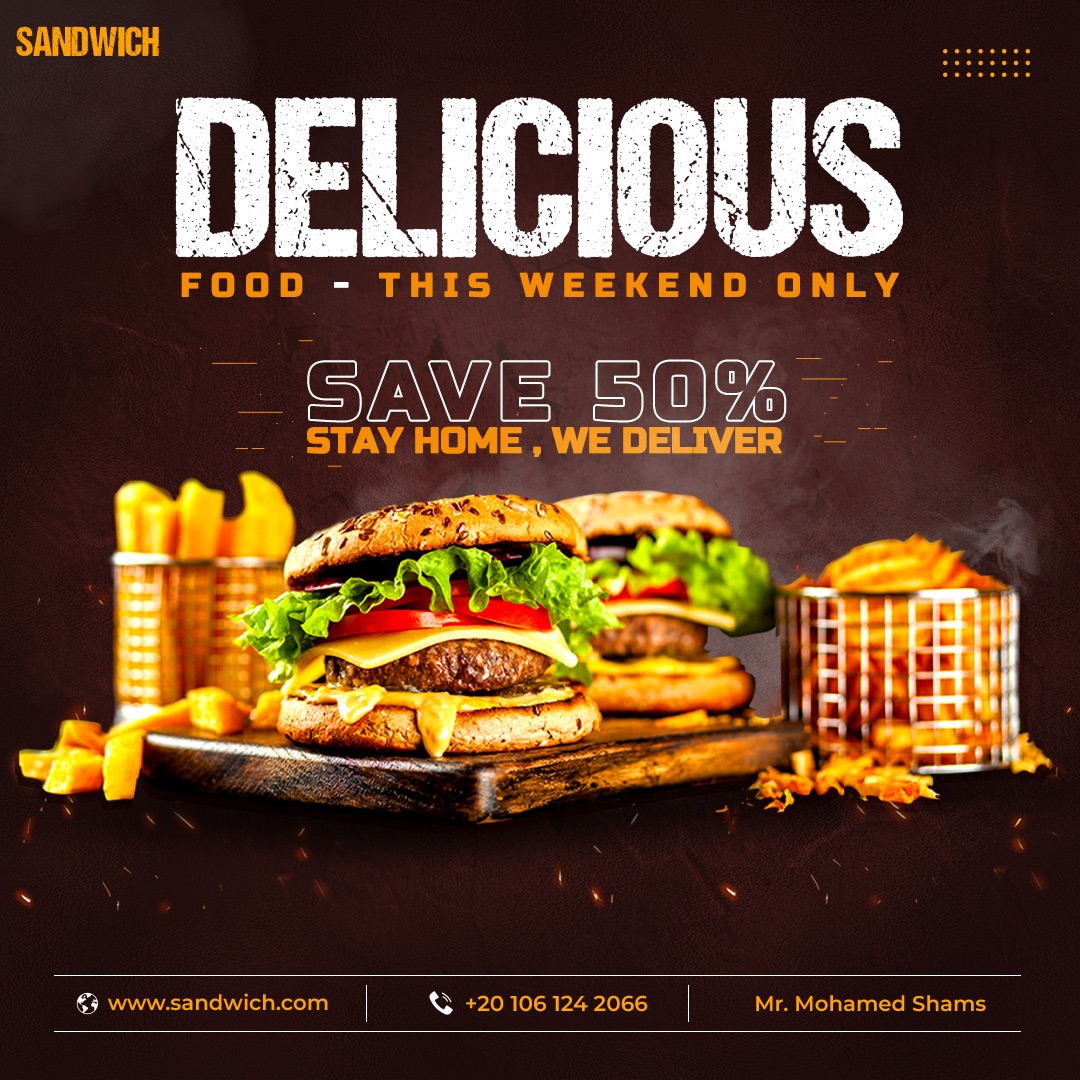 SANDWICH
DELICIOUS
FOOD - THIS WEEKEND ONLY
SAVE 50%
STAY HOME , WE DELIVER
www.sandwich.com
+20 106 124 2066
Mr. Mohamed Shams